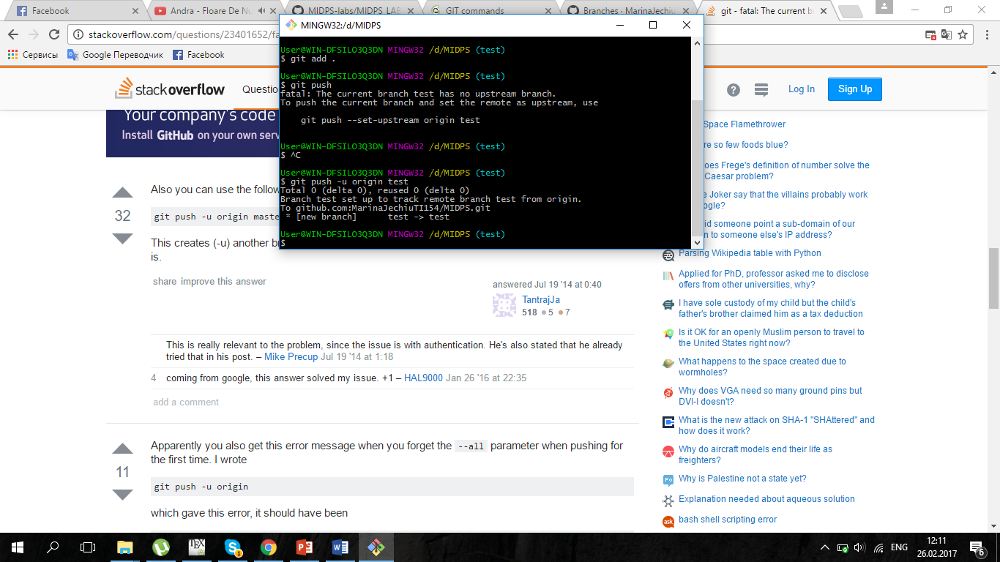 Facebook
Andra - Floare De Nu
MIDPS-labs/MIDPS_LAB
GIT commands
Branches · MarinaJechiu
git - fatal: The current b
stackoverflow.com/questions/23401652/fa
Сервисы
Google Переводчик
Facebook
MINGW32:/d/MIDPS
User@WIN-DFSILO3Q3DN MINGW32 /d/MIDPS (test)
$ git add .
User@WIN-DFSILO3Q3DN MINGW32 /d/MIDPS (test)
$ git push
fatal: The current branch test has no upstream branch.
To push the current branch and set the remote as upstream, use
git push --set-upstream origin test
User@WIN-DFSILO3Q3DN MINGW32 /d/MIDPS (test)
$ ^C
User@WIN-DFSILO3Q3DN MINGW32 /d/MIDPS (test)
$ git push -u origin test
Total 0 (delta 0), reused 0 (delta 0)
Branch test set up to track remote branch test from origin.
To github.com:MarinaJechiuTI154/MIDPS.git
* [new branch] test -> test
User@WIN-DFSILO3Q3DN MINGW32 /d/MIDPS (test)
$
stackoverflow
Questio
Log In
Sign Up
Your company's code
Install GitHub on your own serv
Also you can use the follow
32
git push -u origin maste
This creates (-u) another br
is.
share improve this answer
answered Jul 19 '14 at 0:40
TantrajJa
518 5 7
This is really relevant to the problem, since the issue is with authentication. He's also stated that he already
tried that in his post. – Mike Precup Jul 19 '14 at 1:18
4 coming from google, this answer solved my issue. +1 – HAL9000 Jan 26 '16 at 22:35
add a comment
Apparently you also get this error message when you forget the --all parameter when pushing for
the first time. I wrote
11
git push -u origin
which gave this error, it should have been
Space Flamethrower
re so few foods blue?
oes Frege's definition of number solve the
Caesar problem?
e Joker say that the villains probably work
oogle?
id someone point a sub-domain of our
n to someone else's IP address?
Parsing Wikipedia table with Python
Applied for PhD, professor asked me to disclose
offers from other universities, why?
I have sole custody of my child but the child's
father's brother claimed him as a tax deduction
Is it OK for an openly Muslim person to travel to
the United States right now?
What happens to the space created due to
wormholes?
Why does VGA need so many ground pins but
DVI-I doesn't?
What is the new attack on SHA-1 "SHAttered" and
how does it work?
Why do aircraft models end their life as
freighters?
Why is Palestine not a state yet?
Explanation needed about aqueous solution
ask bash shell scripting error
TEX
1
ENG
12:11
26.02.2017
6